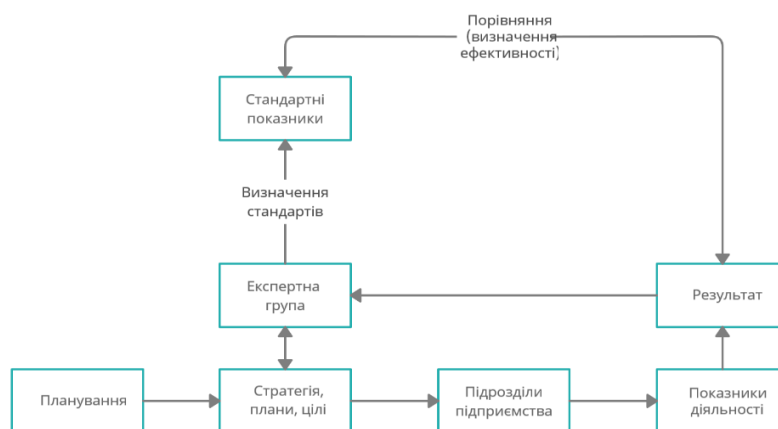 Порівняння
(визначення
ефективності)
Стандартні
показники
Визначення
стандартів
Експертна
група
Результат
Планування
Стратегія,
плани, цілі
Підрозділи
підприємства
Показники
діяльності